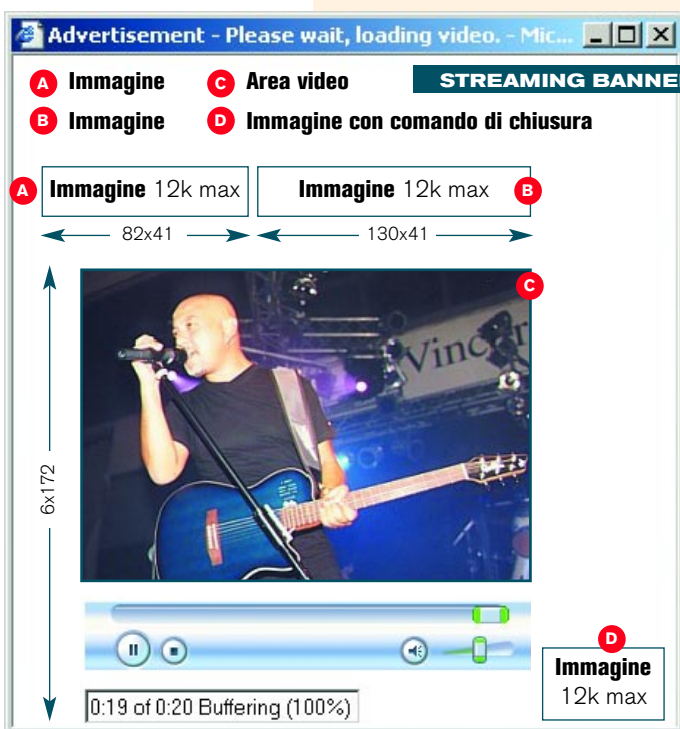 Advertisement - Please wait, loading video. - Mic...
A Immagine C Area video STREAMING BANNE
B Immagine D Immagine con comando di chiusura
A Immagine 12k max Immagine 12k max B
82x41 130x41
C
Vincer
6x172
D
Immagine
12k max
0:19 of 0:20 Buffering (100%)